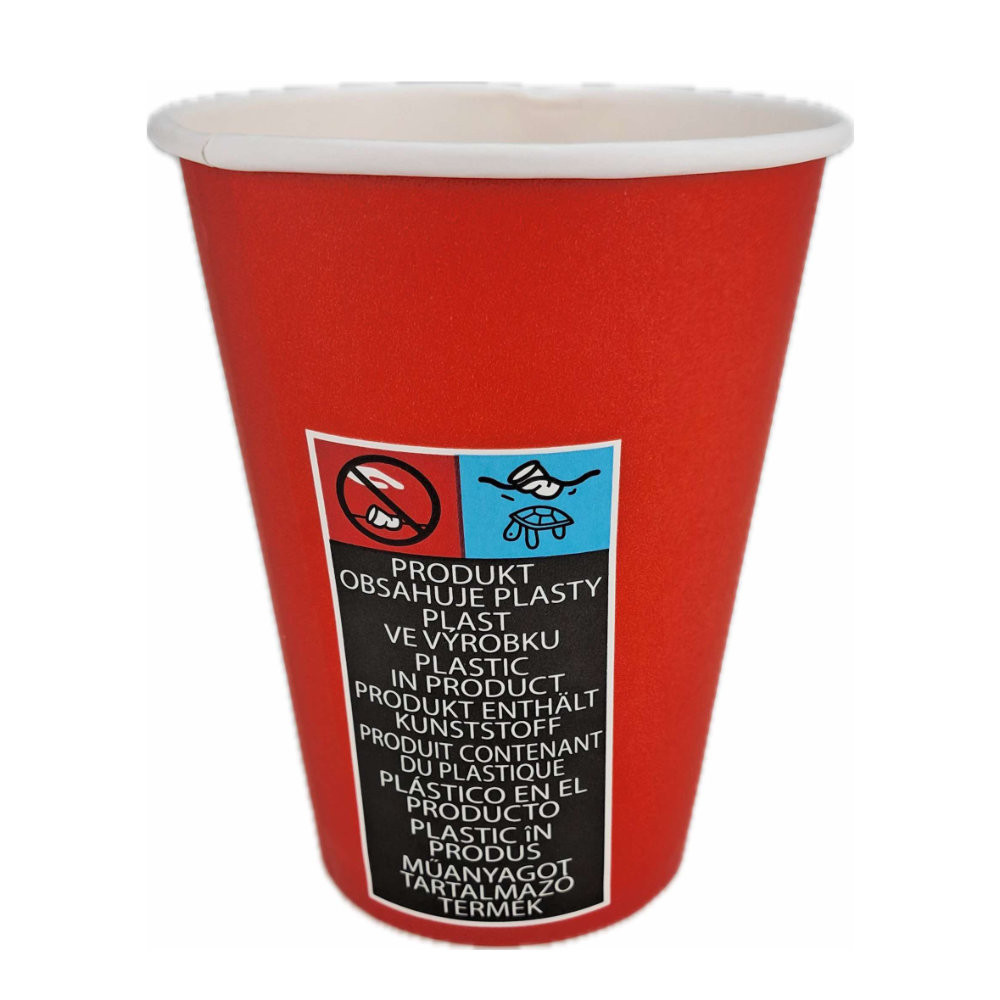 PRODUKT
OBSAHUJE PLASTY
PLAST
VE VÝROBKU
PLASTIC
IN PRODUCT
PRODUKT ENTHÄLT
KUNSTSTOFF
PRODUIT CONTENANT
DU PLASTIQUE
PLÁSTICO EN EL
PRODUCTO
PLASTIC îN
PRODUS
MŰANYAGOT
TARTALMAZÓ
TERMÉK